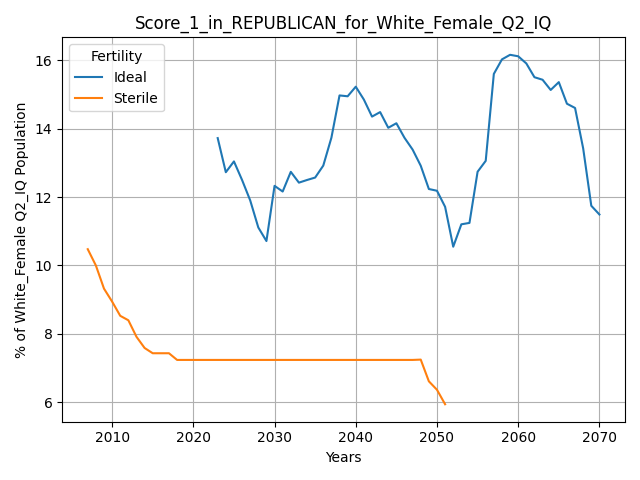 Score_1_in_REPUBLICAN_for_White_Female_Q2_IQ
Fertility
Ideal
Sterile
% of White_Female Q2_IQ Population
16
14
12
10
8
6
2010 2020 2030 2040 2050 2060 2070
Years